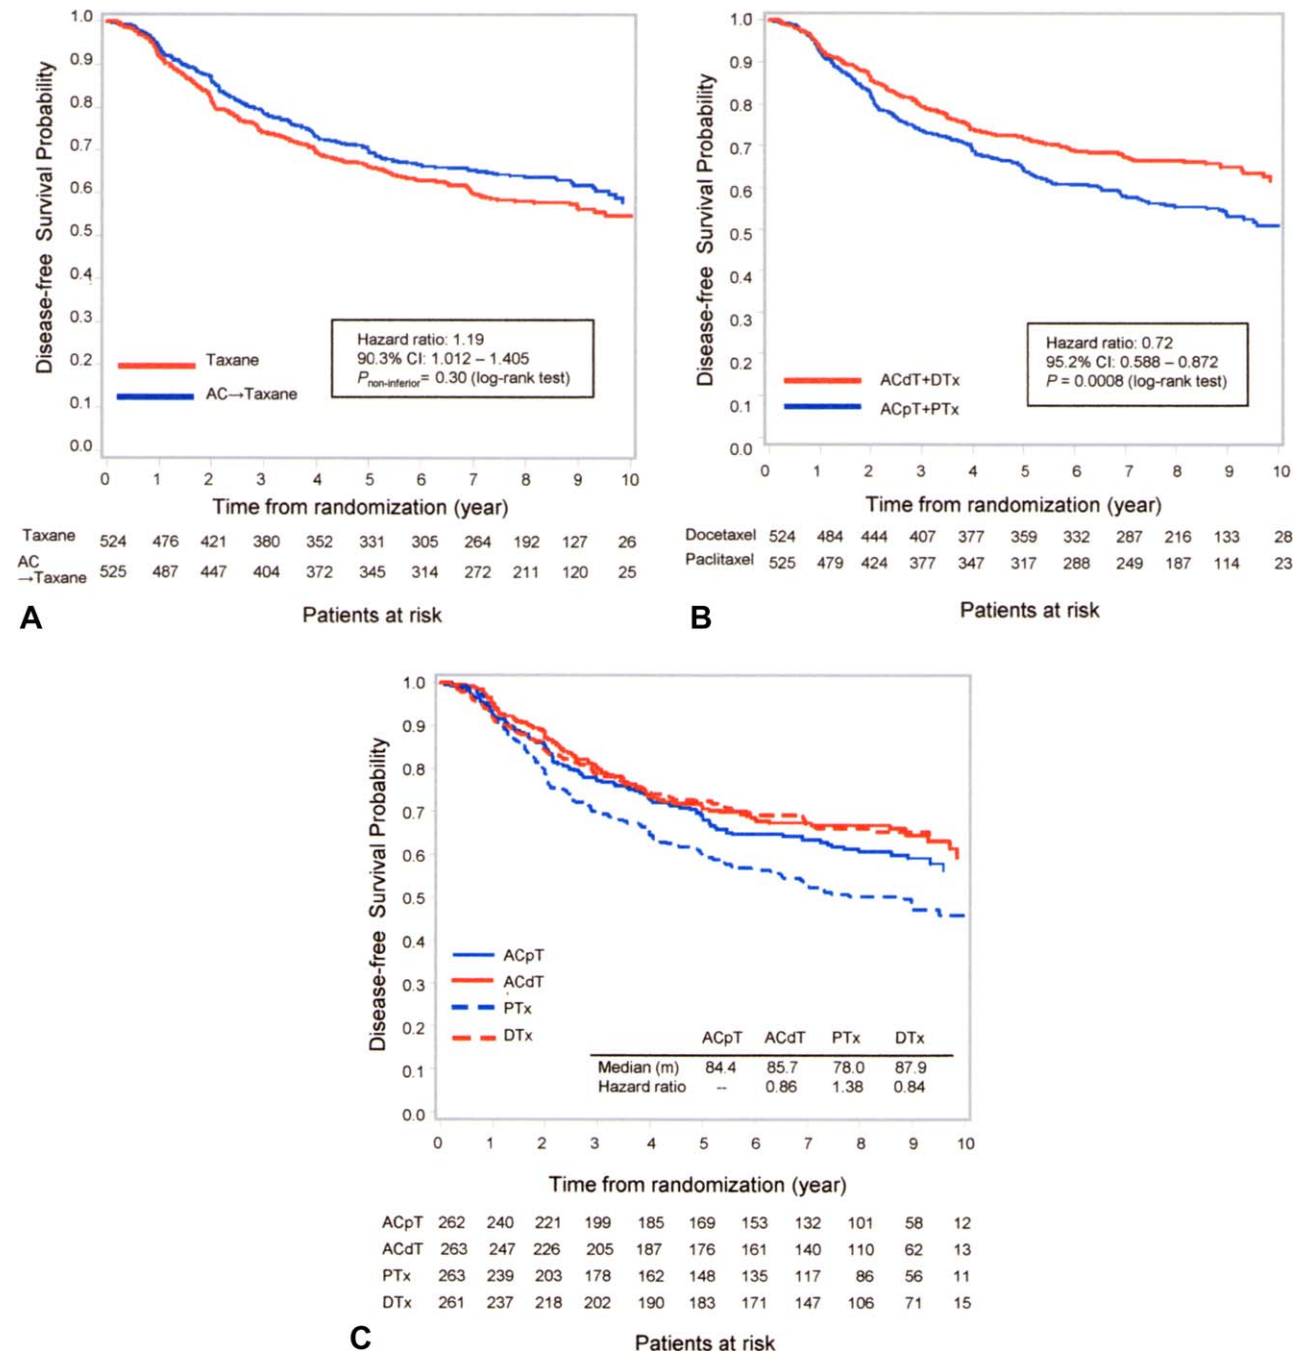 1.0
0.9
0.8
0.7
0.6
0.5
0.4
0.3
0.2
0.1
0.0
Disease-free Survival Probability
Taxane
AC→Taxane
Hazard ratio: 1.19
90.3% CI: 1.012 – 1.405
Pnon-inferior= 0.30 (log-rank test)
0 1 2 3 4 5 6 7 8 9 10
Time from randomization (year)
Taxane 524 476 421 380 352 331 305 264 192 127 26
AC
→Taxane 525 487 447 404 372 345 314 272 211 120 25
Patients at risk
A
1.0
0.9
0.8
0.7
0.6
0.5
0.4
0.3
0.2
0.1
0.0
Disease-free Survival Probability
ACdT+DTx
ACpT+PTx
Hazard ratio: 0.72
95.2% CI: 0.588 – 0.872
P = 0.0008 (log-rank test)
0 1 2 3 4 5 6 7 8 9 10
Time from randomization (year)
Docetaxel 524 484 444 407 377 359 332 287 216 133 28
Paclitaxel 525 479 424 377 347 317 288 249 187 114 23
Patients at risk
B
1.0
0.9
0.8
0.7
0.6
0.5
0.4
0.3
0.2
0.1
0.0
Disease-free Survival Probability
ACpT
ACdT
PTx
DTx
ACpT ACdT PTx DTx
Median (m) 84.4 85.7 78.0 87.9
Hazard ratio -- 0.86 1.38 0.84
0 1 2 3 4 5 6 7 8 9 10
Time from randomization (year)
ACpT 262 240 221 199 185 169 153 132 101 58 12
ACdT 263 247 226 205 187 176 161 140 110 62 13
PTx 263 239 203 178 162 148 135 117 86 56 11
DTx 261 237 218 202 190 183 171 147 106 71 15
Patients at risk
C